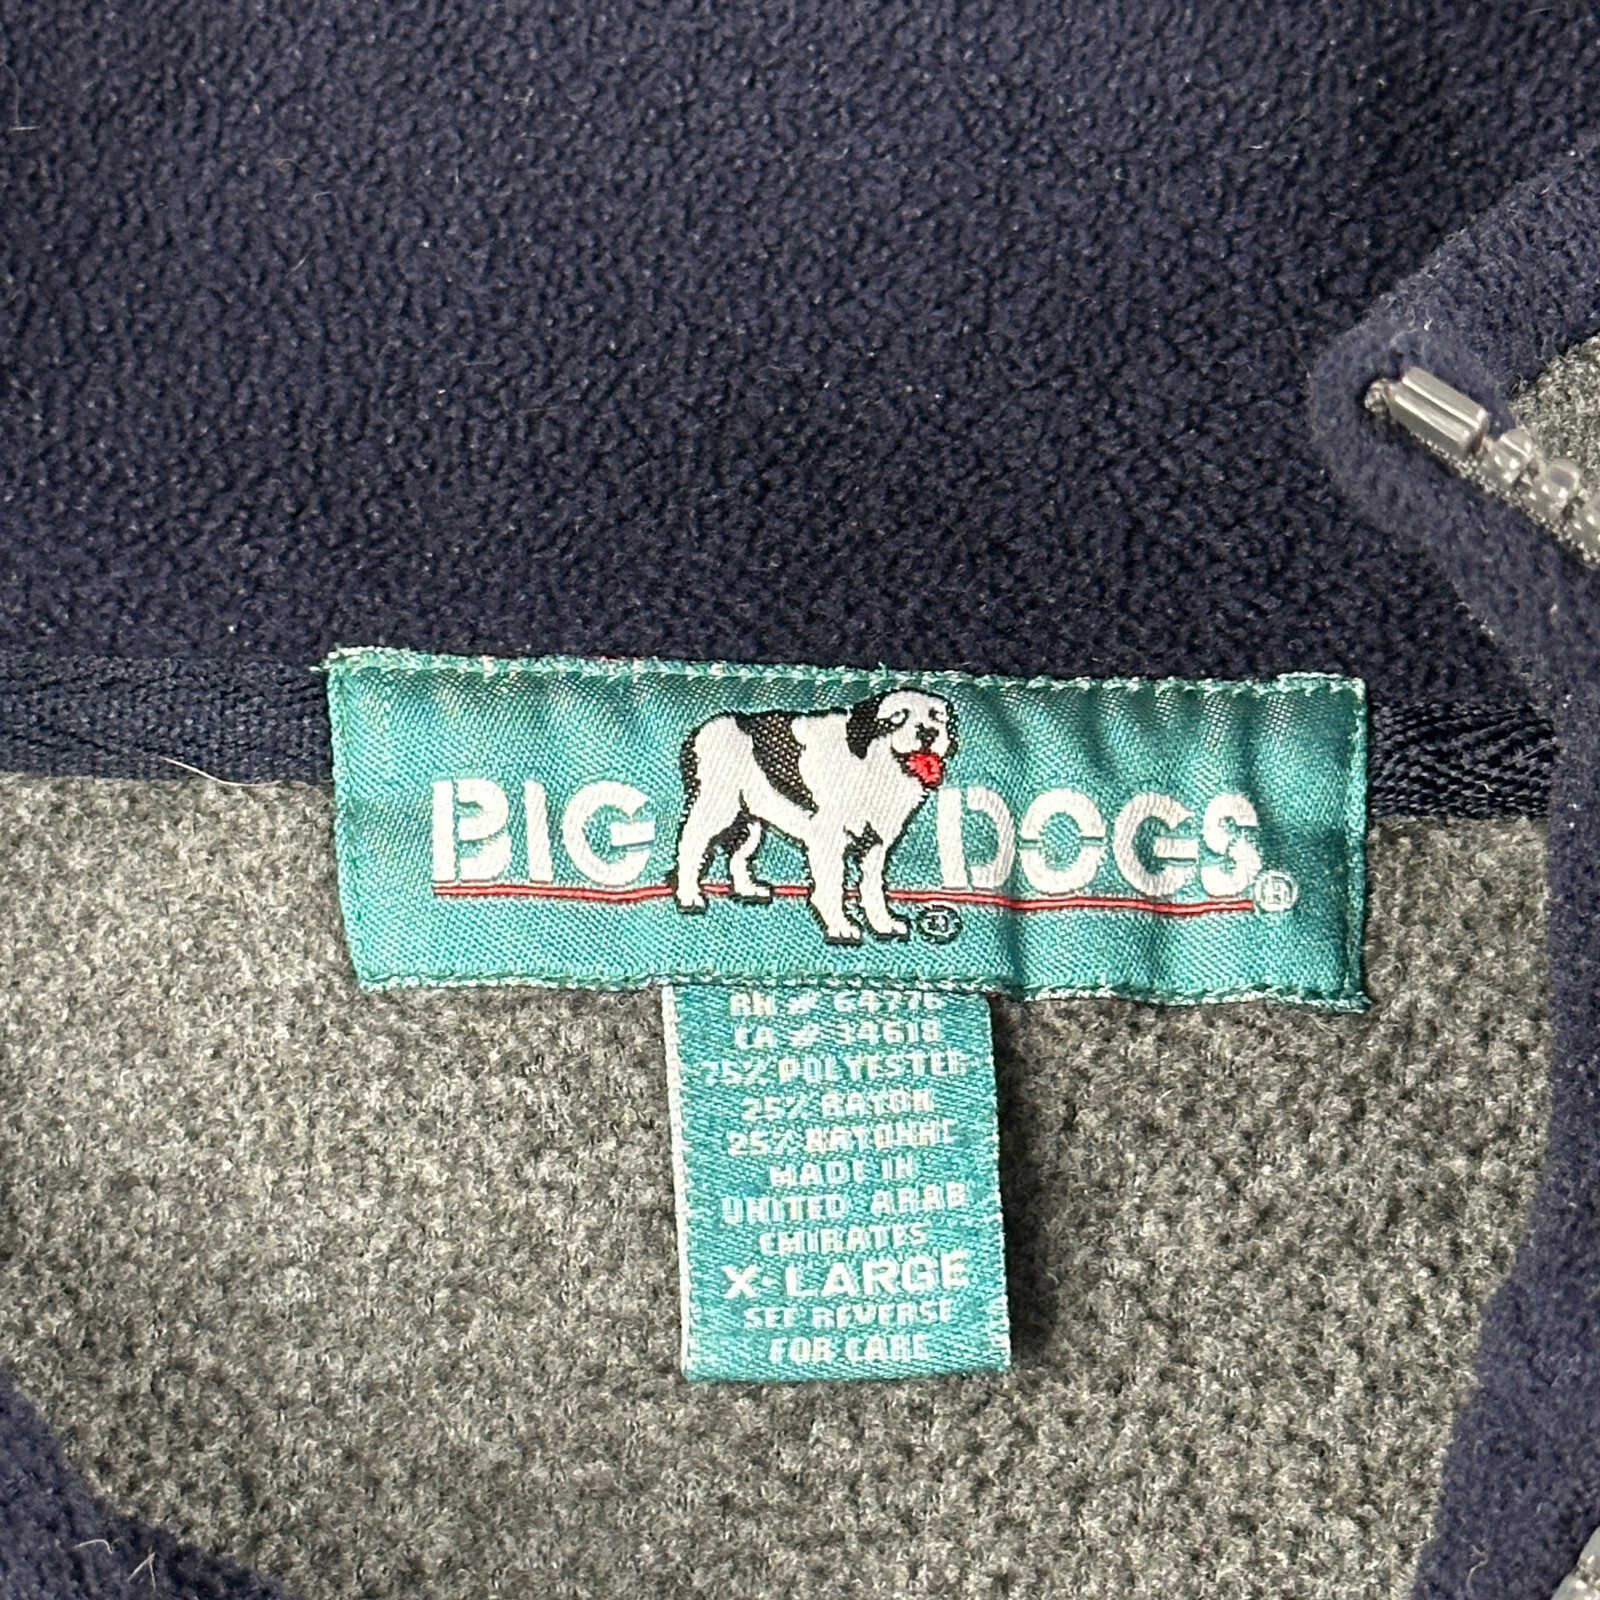 BIG DOGS®
®
RN # 64776
CA # 34618
75% POLYESTER
25% RAYON
25% RAYONNE
MADE IN
UNITED ARAB
EMIRATES
X-LARGE
SEE REVERSE
FOR CARE